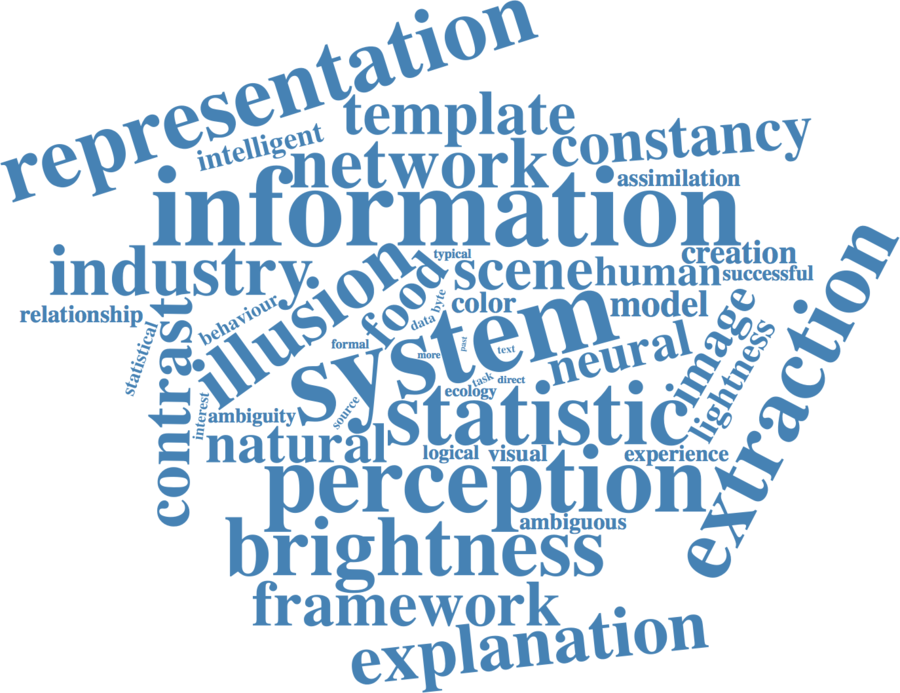 representation
template
intelligent
constancy
network
assimilation
information
creation
industry
typical
scene
human
successful
illusion
food
color
model
relationship
behaviour
data
byte
system
image
statistical
contrast
formal
more
past
text
neural
lightness
extraction
task
direct
ecology
interest
ambiguity
source
statistic
natural
logical
visual
experience
perception
ambiguous
brightness
framework
explanation